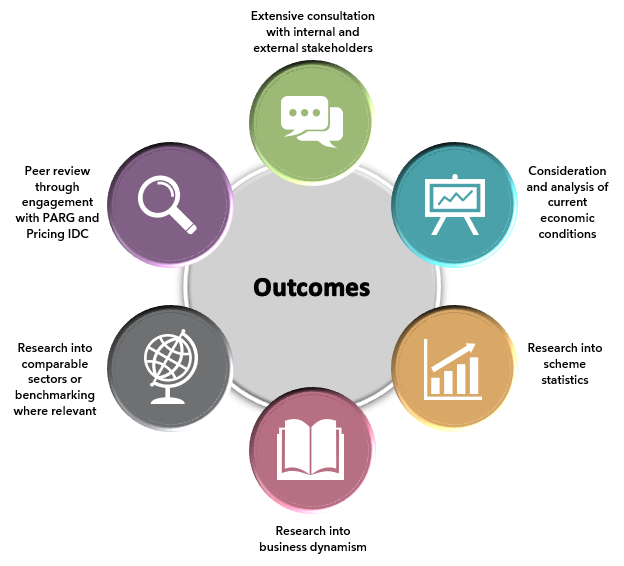 Extensive consultation
with internal and
external stakeholders
Consideration
and analysis of
current
economic
conditions
Research into
scheme
statistics
Research into
business dynamism
Research into
comparable
sectors or
benchmarking
where relevant
Peer review
through
engagement
with PARG and
Pricing IDC
Outcomes